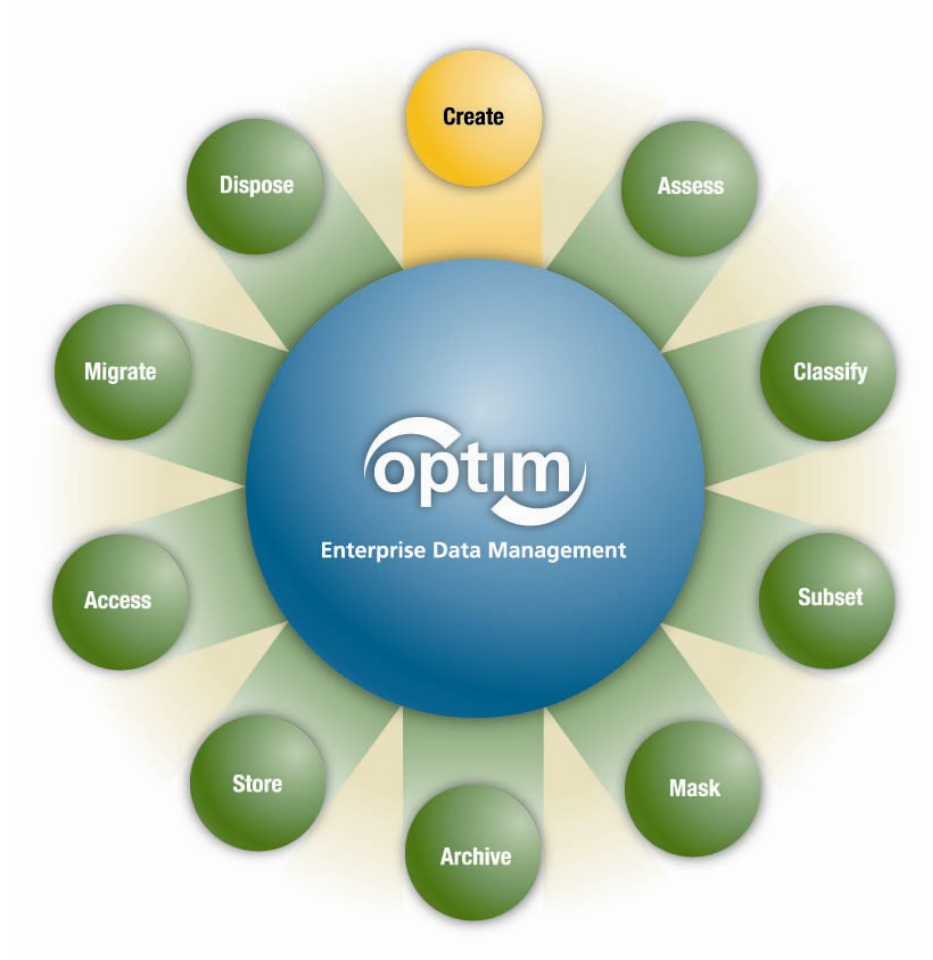 Create
Assess
Classify
Subset
Mask
Archive
Store
Access
Migrate
Dispose
optim
Enterprise Data Management